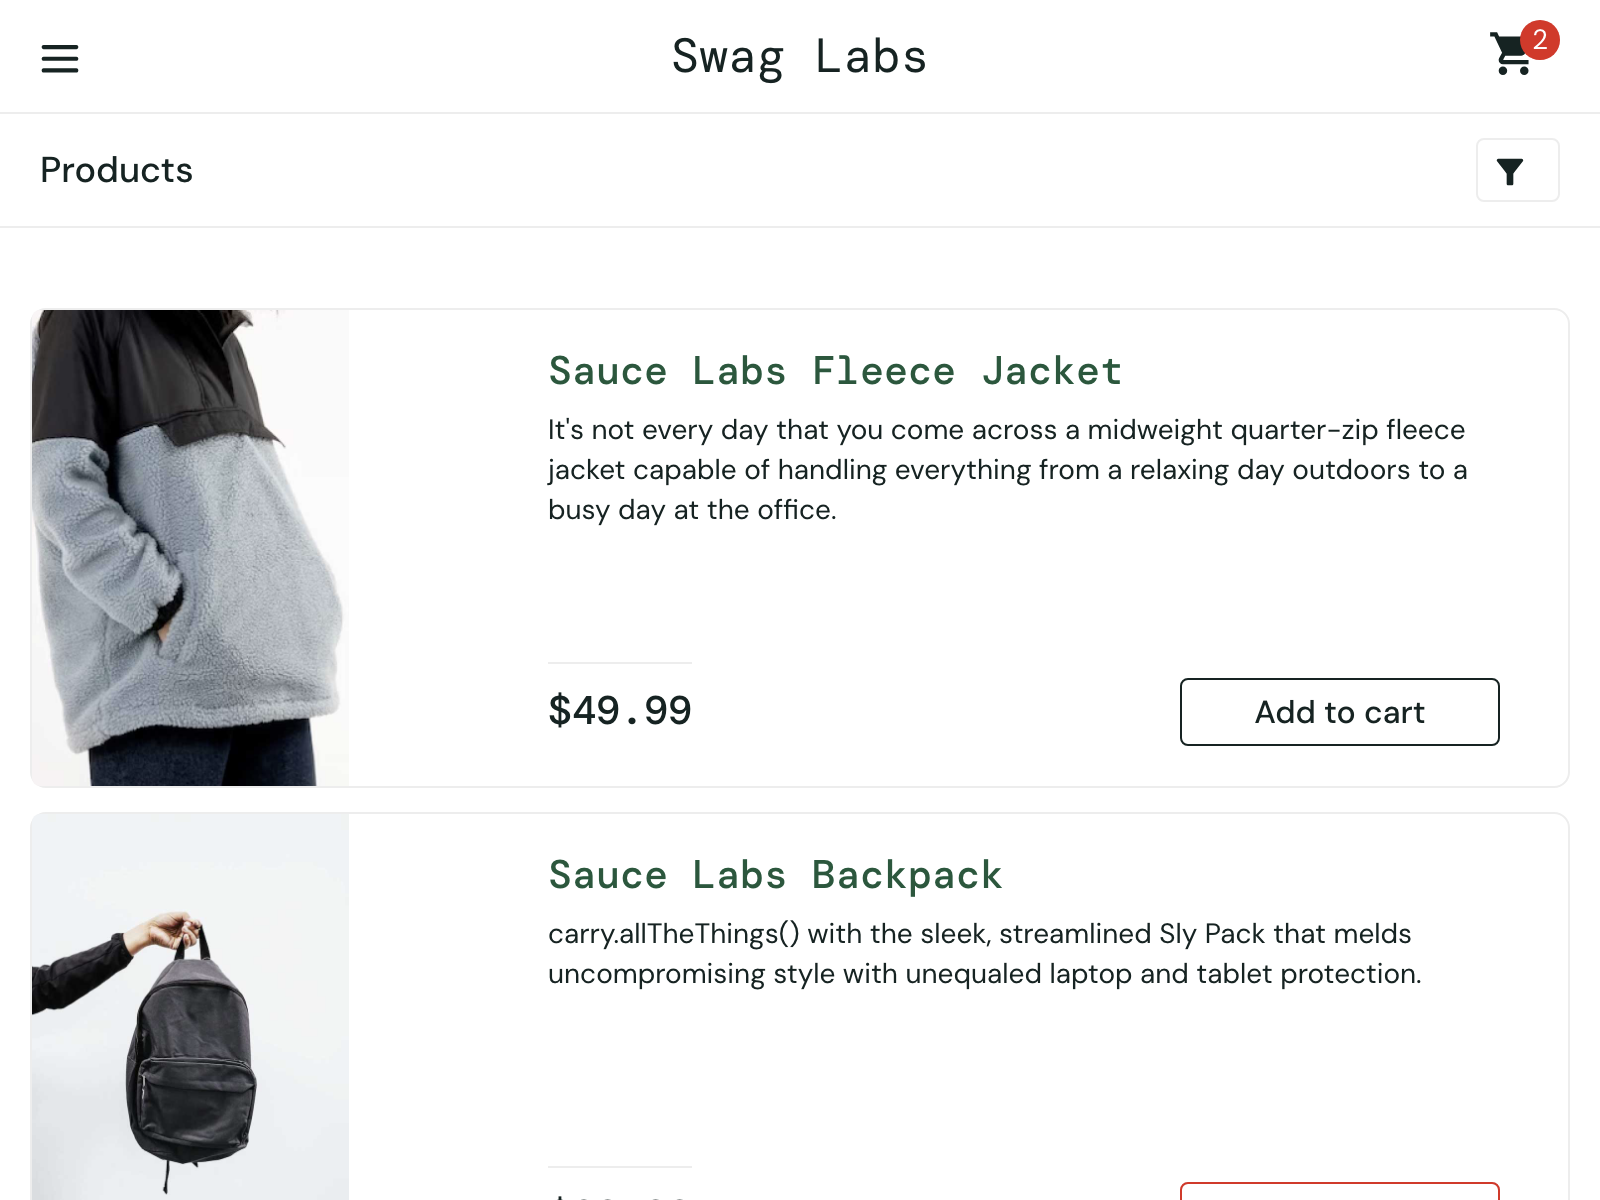 Swag Labs
2
Products
Sauce Labs Fleece Jacket
It's not every day that you come across a midweight quarter-zip fleece
jacket capable of handling everything from a relaxing day outdoors to a
busy day at the office.
$49.99
Add to cart
Sauce Labs Backpack
carry.allTheThings() with the sleek, streamlined Sly Pack that melds
uncompromising style with unequaled laptop and tablet protection.